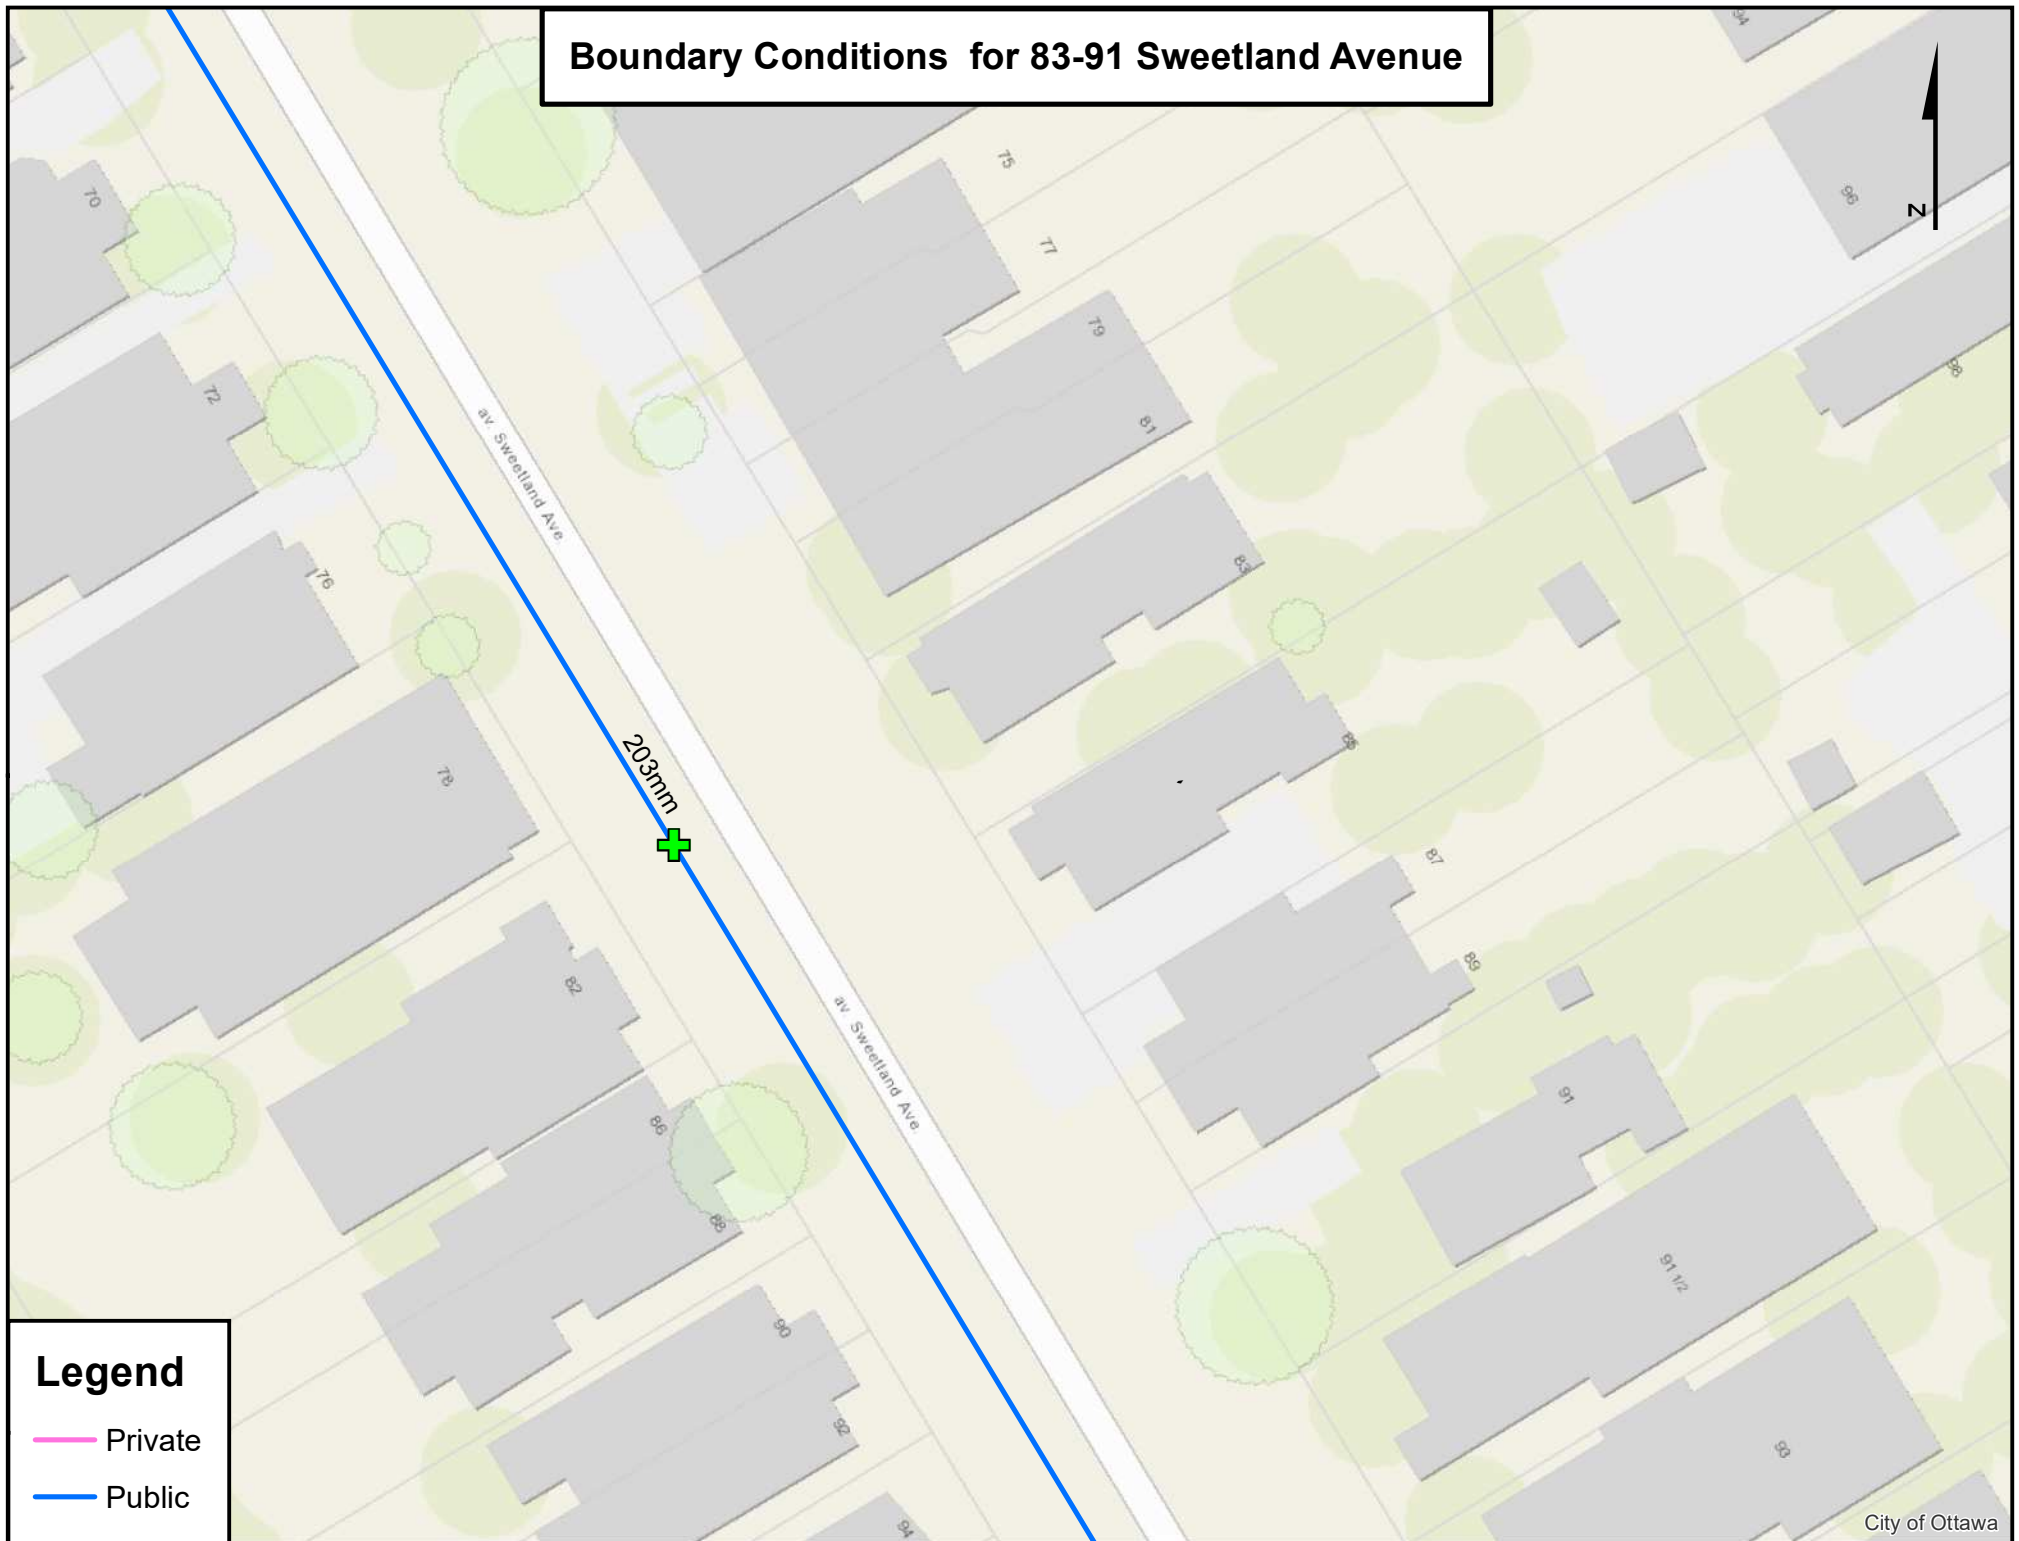 Boundary Conditions  for 83-91 Sweetland Avenue
94
75
70
96
N
77
79
98
72
81
av. Sweetland Ave
83
76
85
203mm
78
87
89
82
av. Sweetland Ave.
91
86
88
91 1/2
90
92
93
94
Legend
Private
Public
City of Ottawa